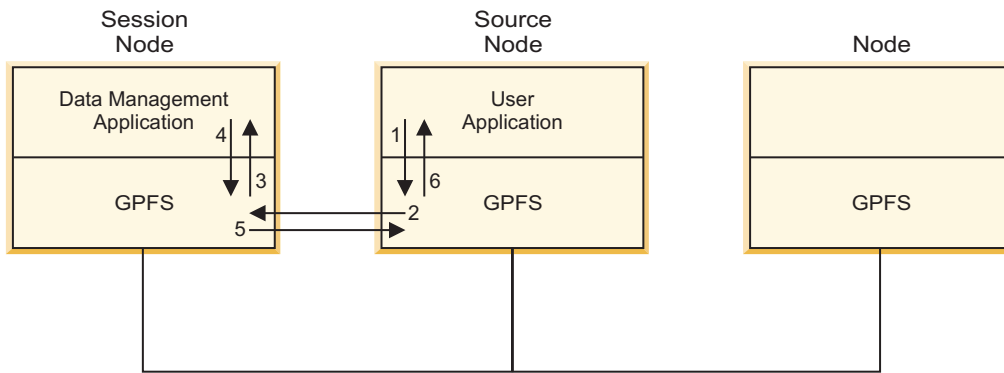 Session
Node
Source
Node
Node
Data Management
Application
User
Application
4
3
1
6
GPFS
GPFS
GPFS
2
5